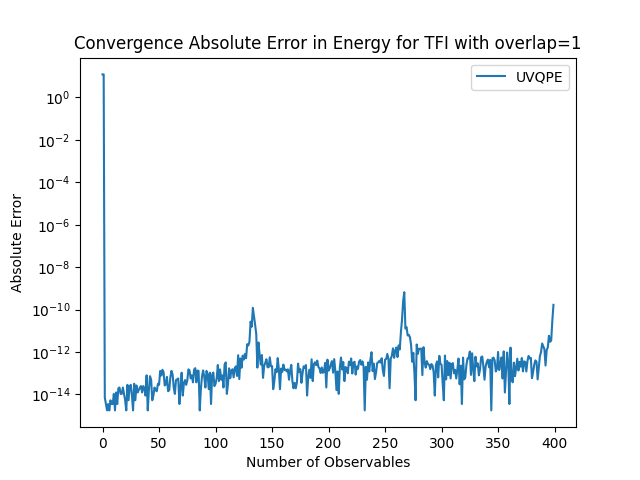 Convergence Absolute Error in Energy for TFI with overlap=1
UVQPE
Absolute Error
10⁰
10⁻²
10⁻⁴
10⁻⁶
10⁻⁸
10⁻¹⁰
10⁻¹²
10⁻¹⁴
0 50 100 150 200 250 300 350 400
Number of Observables